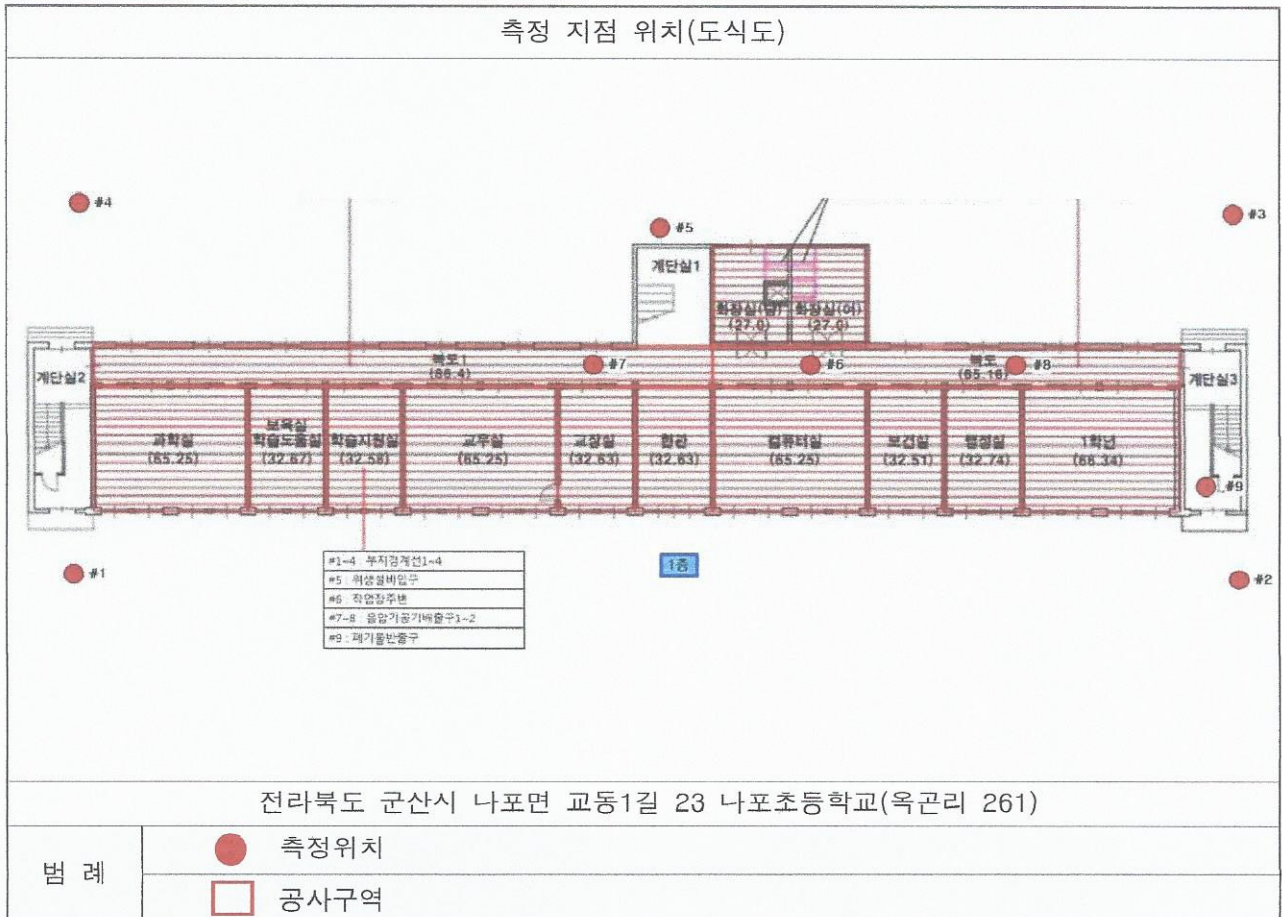 측정 지점 위치(도식도)
#4
#5
#3
계단실1
화장실(남)
(27.0)
화장실(여)
(27.0)
계단실2
복도1
(66.4)
#7
#6
복도
(65.16)
#8
계단실3
과학실
(65.25)
보육실
학습도움실
(32.67)
학습지원실
(32.58)
교무실
(65.25)
교장실
(32.63)
현관
(32.63)
컴퓨터실
(65.25)
보건실
(32.51)
행정실
(32.74)
1학년
(66.34)
#9
#1
#1~4 : 부지경계선1~4
#5 : 위생설비입구
#6 : 작업장주변
#7~8 : 음압기공기배출구1~2
#9 : 폐기물반출구
1층
#2
전라북도 군산시 나포면 교동1길 23 나포초등학교(옥곤리 261)
범 례
측정위치
공사구역